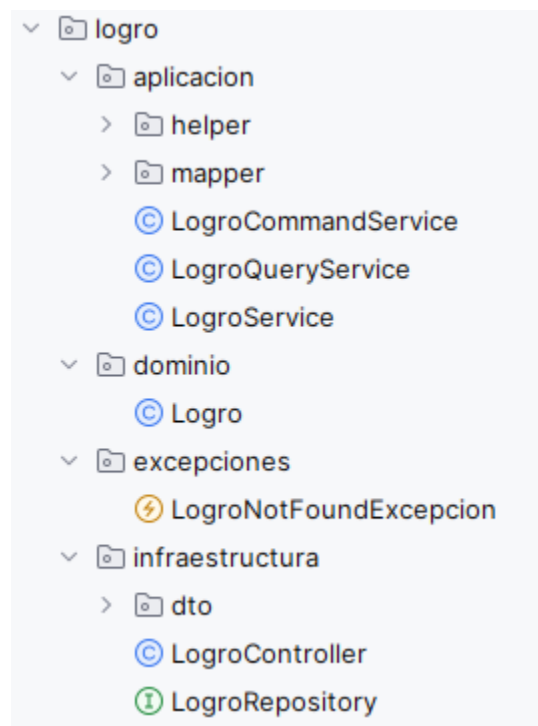 logro
aplicacion
helper
mapper
LogroCommandService
LogroQueryService
LogroService
dominio
Logro
excepciones
LogroNotFoundExcepcion
infraestructura
dto
LogroController
LogroRepository